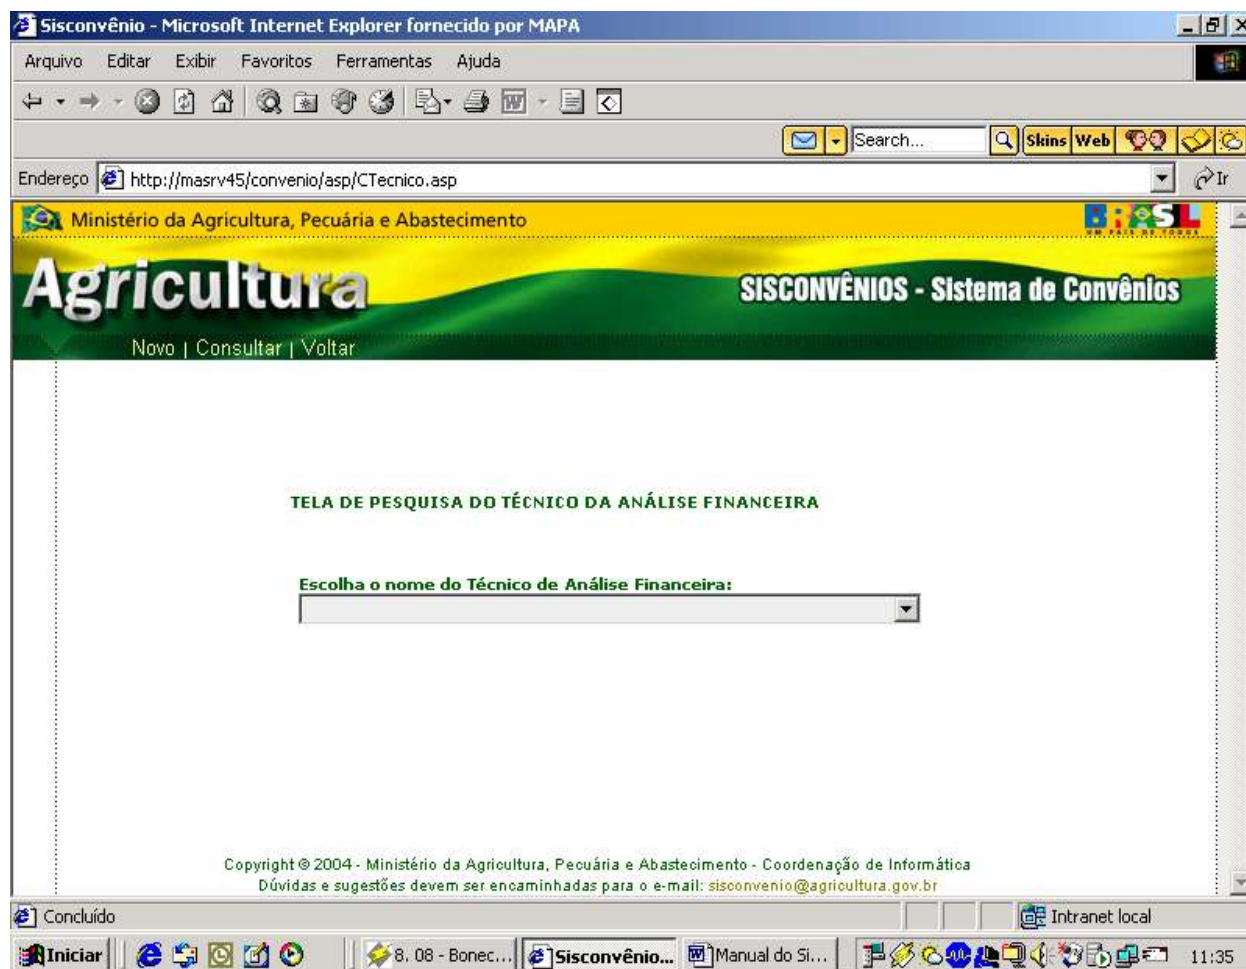 Sisconvênio - Microsoft Internet Explorer fornecido por MAPA
Arquivo Editar Exibir Favoritos Ferramentas Ajuda
Search... Skins Web
Endereço http://masrv45/convenio/asp/CTecnico.asp Ir
Ministério da Agricultura, Pecuária e Abastecimento BRASIL
UM PAÍS DE TODOS
Agricultura SISCONVÊNIOS - Sistema de Convênios
Novo | Consultar | Voltar
TELA DE PESQUISA DO TÉCNICO DA ANÁLISE FINANCEIRA
Escolha o nome do Técnico de Análise Financeira:
Copyright © 2004 - Ministério da Agricultura, Pecuária e Abastecimento - Coordenação de Informática
Dúvidas e sugestões devem ser encaminhadas para o e-mail: sisconvenio@agricultura.gov.br
Concluído Intranet local
Iniciar 8. 08 - Bonec... Sisconvênio... Manual do Si... 11:35